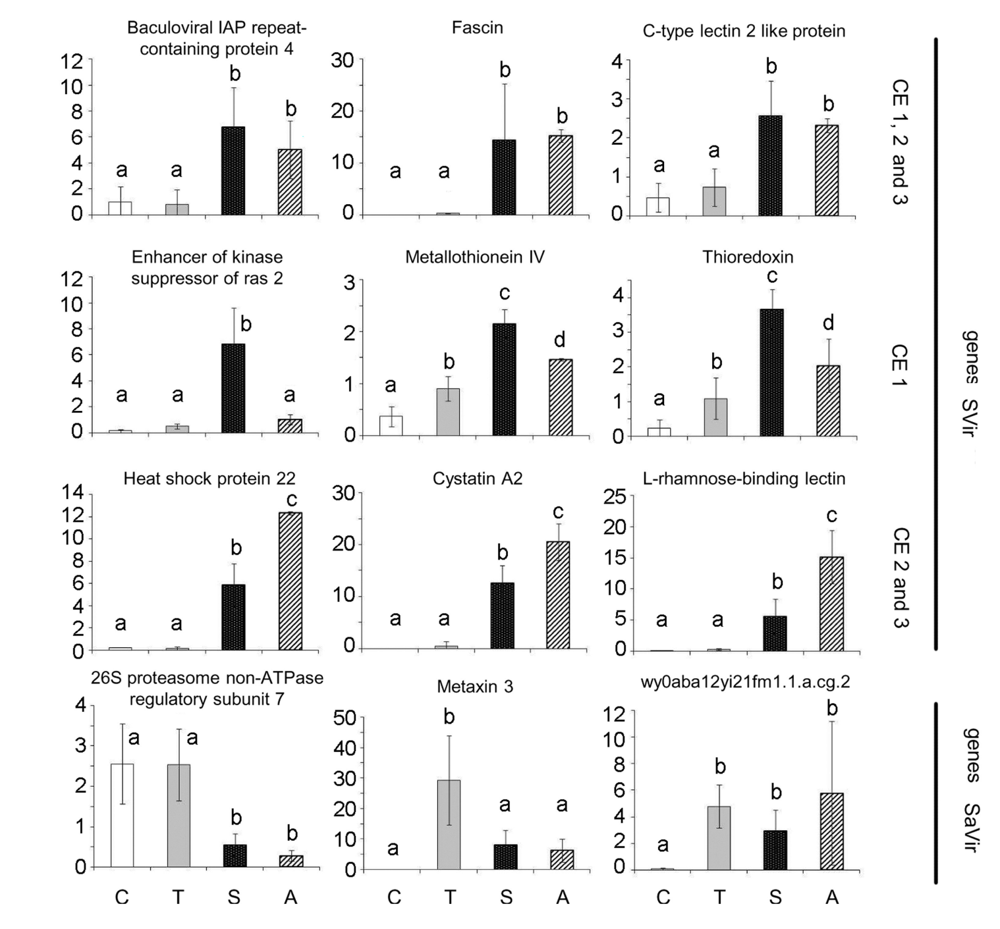 Baculoviral IAP repeat-
containing protein 4
12
10
8
6
4
2
0
a
a
b
b
Fascin
30
20
10
0
a
a
b
b
C-type lectin 2 like protein
4
3
2
1
0
a
a
b
b
CE 1, 2 and 3
Enhancer of kinase
suppressor of ras 2
12
10
8
6
4
2
0
a
a
b
a
Metallothionein IV
3
2
1
0
a
b
c
d
Thioredoxin
4
3
2
1
0
a
b
c
d
CE 1
genes SVir
Heat shock protein 22
14
12
10
8
6
4
2
0
a
a
b
c
Cystatin A2
30
20
10
0
a
a
b
c
L-rhamnose-binding lectin
25
20
15
10
5
0
a
a
b
c
CE 2 and 3
26S proteasome non-ATPase
regulatory subunit 7
4
3
2
1
0
a
a
b
b
C T S A
Metaxin 3
50
40
30
20
10
0
a
b
a
a
C T S A
wy0aba12yi21fm1.1.a.cg.2
12
10
8
6
4
2
0
a
b
b
b
C T S A
genes SaVir